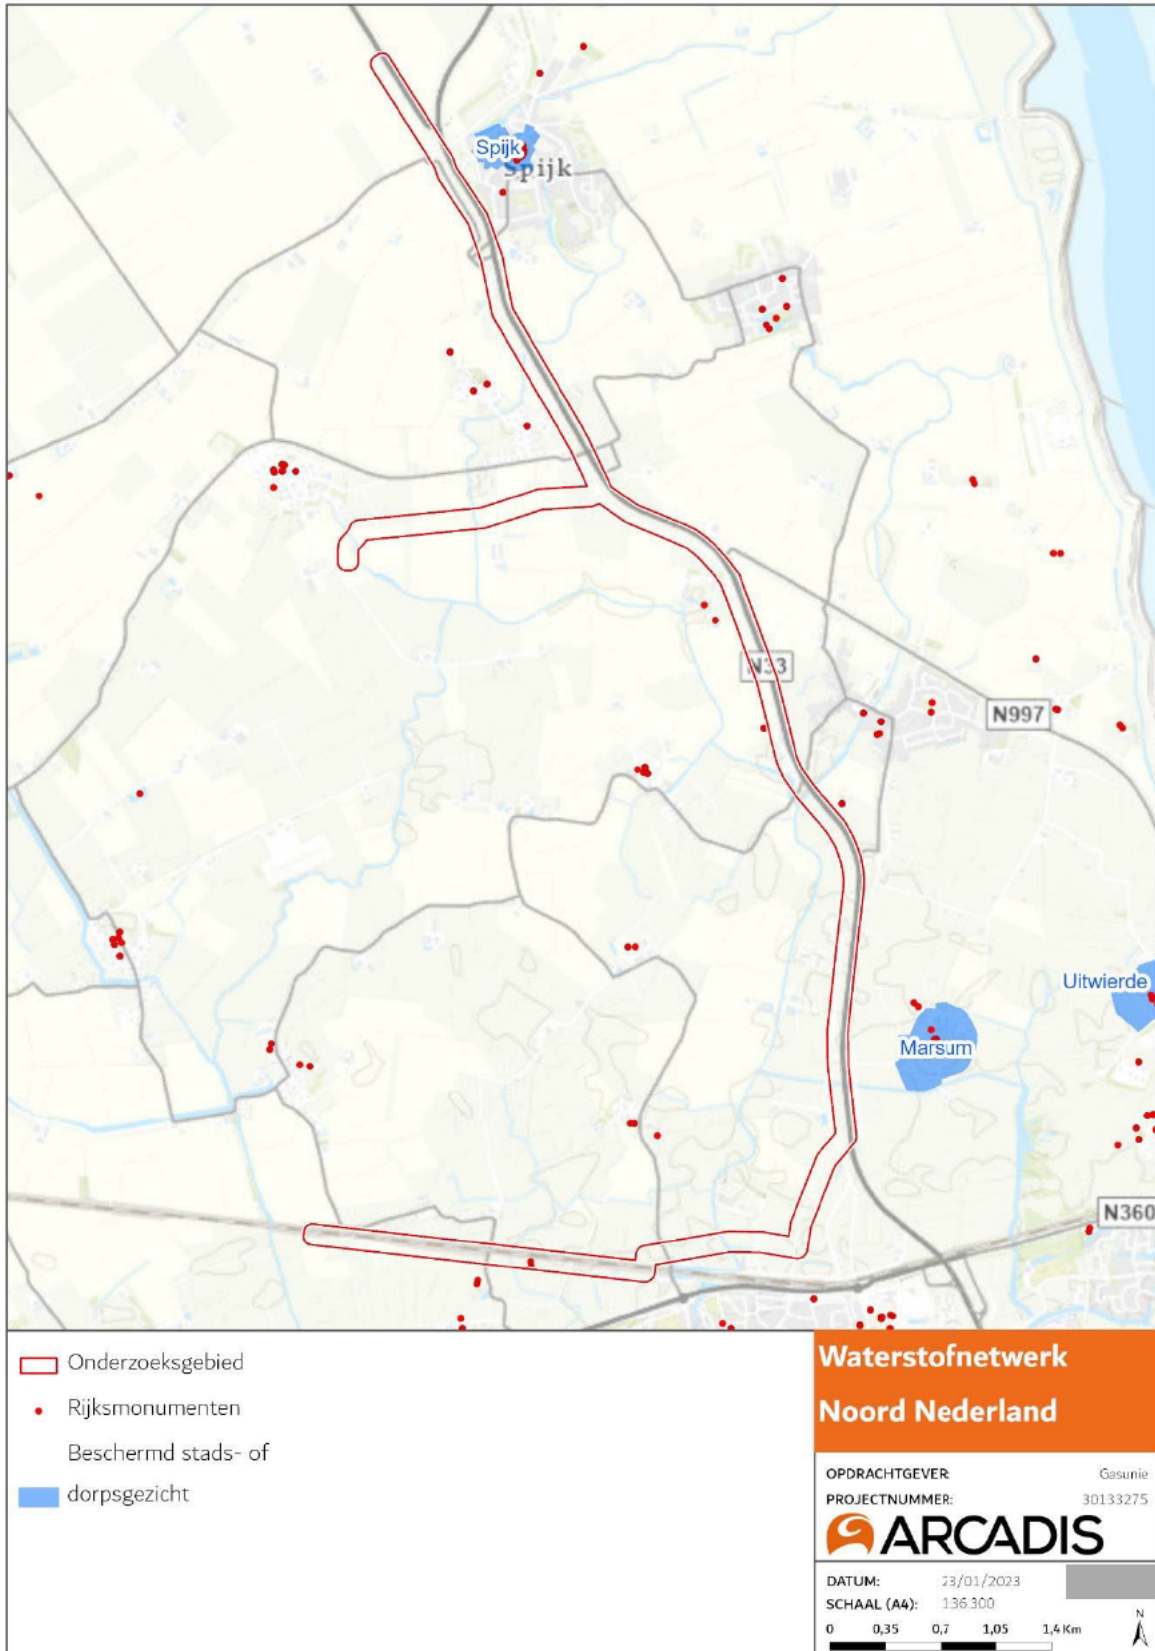 Spijk
Spijk
N33
N997
Uitwierde
Marsum
N360
Onderzoeksgebied
Rijksmonumenten
Beschermd stads- of
dorpsgezicht
Waterstofnetwerk
Noord Nederland
OPDRACHTGEVER: Gasunie
PROJECTNUMMER: 30133275
ARCADIS
DATUM: 23/01/2023
SCHAAL (A4): 1:36.300
0 0,35 0,7 1,05 1,4 Km
N